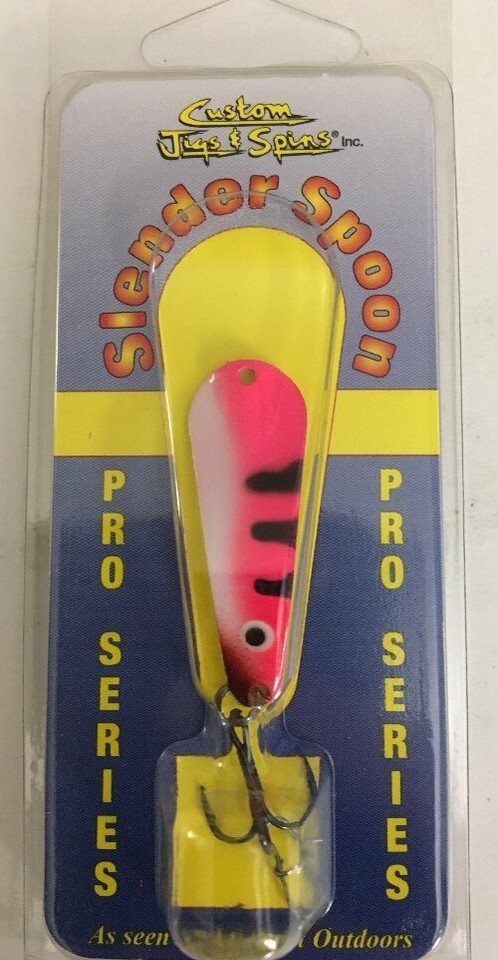 Custom
Jigs & Spins® Inc.
Slender Spoon
PRO SERIES
PRO SERIES
As seen Outdoors